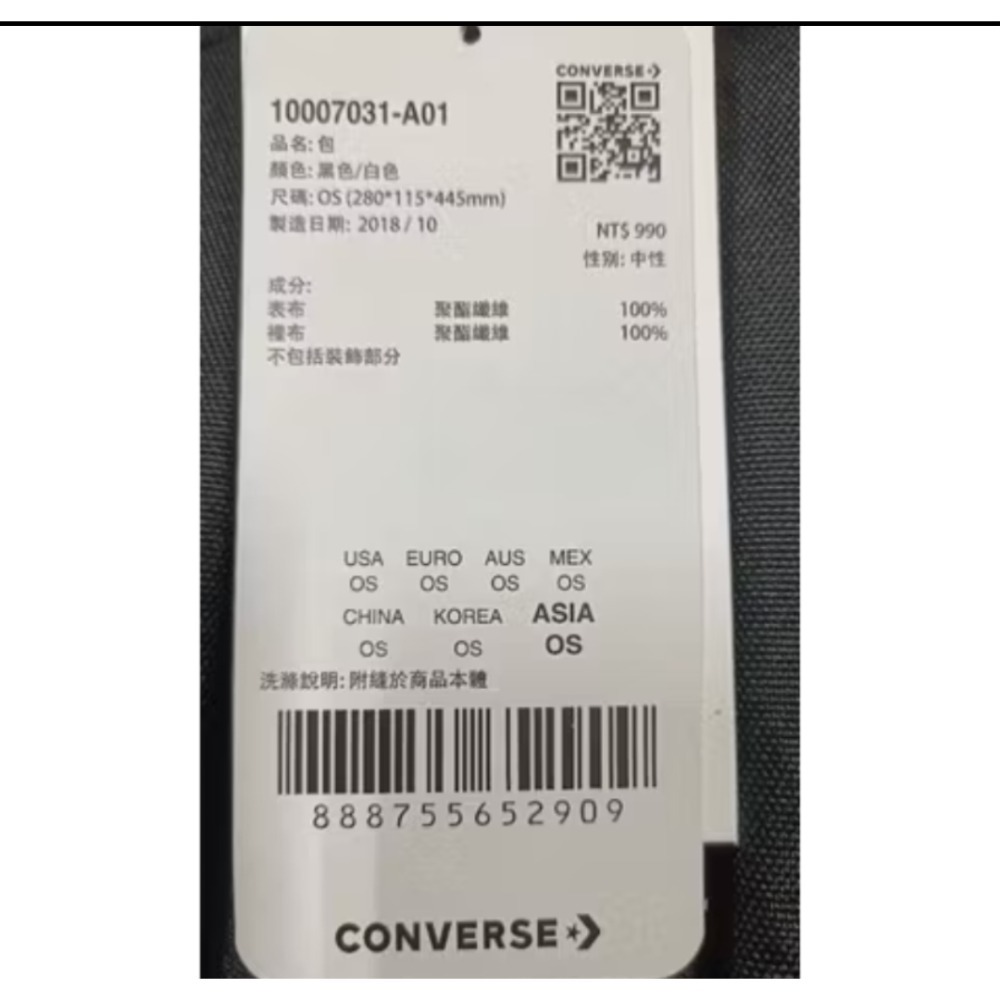 CONVERSE
10007031-A01
品名: 包
顏色: 黑色/白色
尺碼: OS (280*115*445mm)
製造日期: 2018 / 10
NT$ 990
性別: 中性
成分:
表布 聚酯纖維 100%
裡布 聚酯纖維 100%
不包括裝飾部分
USA EURO AUS MEX
OS OS OS OS
CHINA KOREA ASIA
OS OS OS
洗滌說明: 附縫於商品本體
888755652909
CONVERSE